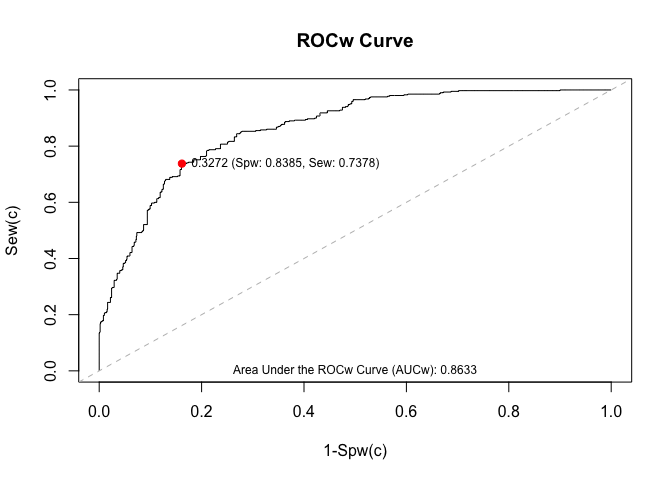 ROCw Curve
Sew(c)
1.0
0.8
0.6
0.4
0.2
0.0
0.3272 (Spw: 0.8385, Sew: 0.7378)
Area Under the ROCw Curve (AUCw): 0.8633
0.0 0.2 0.4 0.6 0.8 1.0
1-Spw(c)